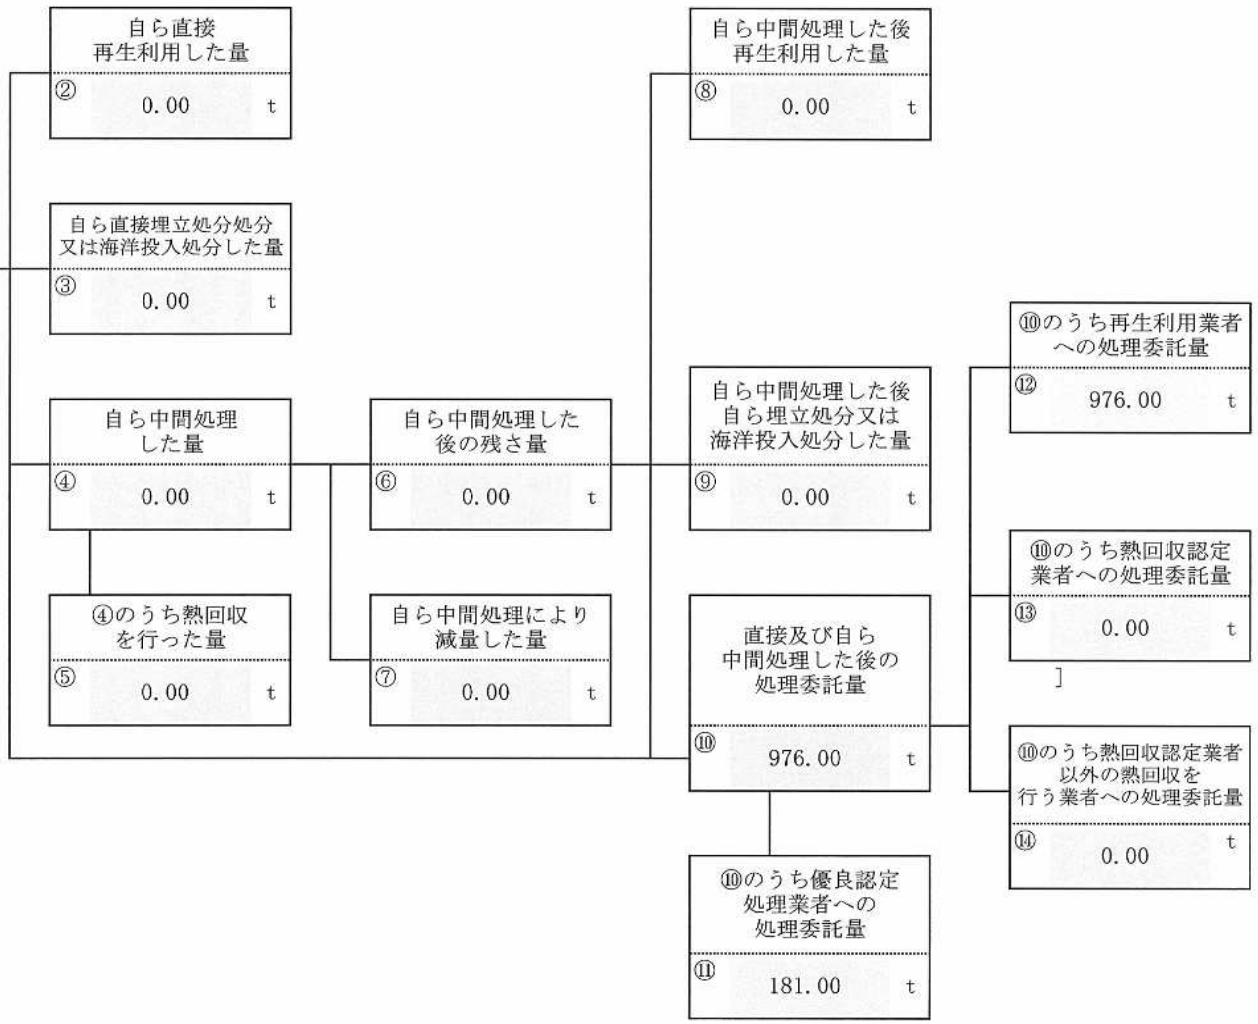 自ら直接
再生利用した量
②
0.00 t
自ら中間処理した後
再生利用した量
⑧
0.00 t
自ら直接埋立処分処分
又は海洋投入処分した量
③
0.00 t
⑩のうち再生利用業者
への処理委託量
⑫
976.00 t
自ら中間処理
した量
④
0.00 t
自ら中間処理した
後の残さ量
⑥
0.00 t
自ら中間処理した後
自ら埋立処分又は
海洋投入処分した量
⑨
0.00 t
⑩のうち熱回収認定
業者への処理委託量
⑬
0.00 t
]
④のうち熱回収
を行った量
⑤
0.00 t
自ら中間処理により
減量した量
⑦
0.00 t
直接及び自ら
中間処理した後の
処理委託量
⑩
976.00 t
⑩のうち熱回収認定業者
以外の熱回収を
行う業者への処理委託量
⑭
0.00 t
⑩のうち優良認定
処理業者への
処理委託量
⑪
181.00 t